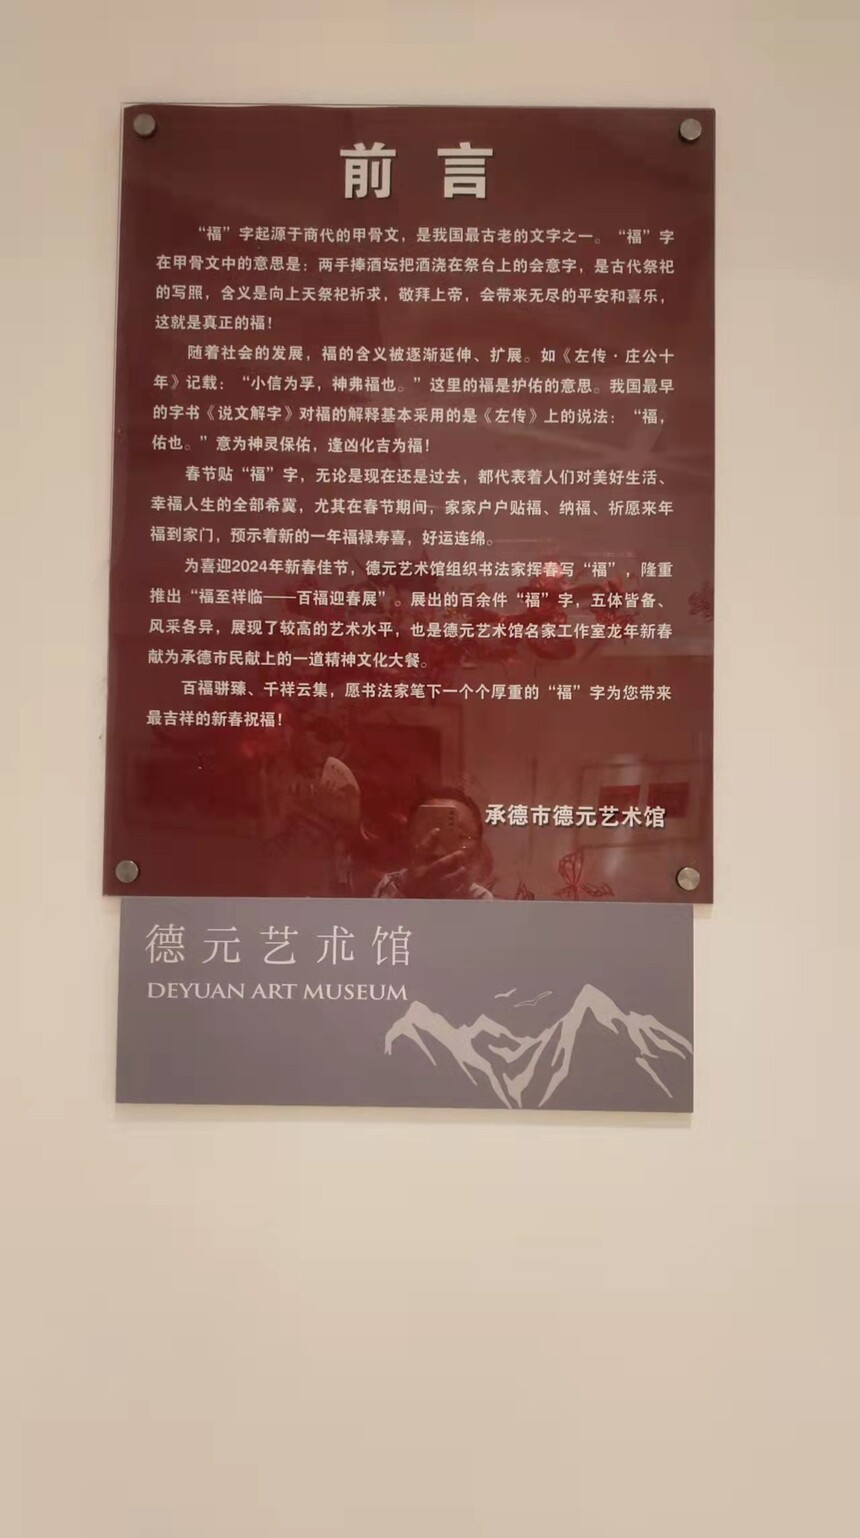 前言
“福”字起源于商代的甲骨文，是我国最古老的文字之一。“福”字
在甲骨文中的意思是：两手捧酒坛把酒浇在祭台上的会意字，是古代祭祀
的写照，含义是向上天祭祀祈求，敬拜上帝，会带来无尽的平安和喜乐，
这就是真正的福！
随着社会的发展，福的含义被逐渐延伸、扩展。如《左传·庄公十
年》记载：“小信为孚，神弗福也。”这里的福是护佑的意思。我国最早
的字书《说文解字》对福的解释基本采用的是《左传》上的说法：“福，
佑也。”意为神灵保佑，逢凶化吉为福！
春节贴“福”字，无论是现在还是过去，都代表着人们对美好生活、
幸福人生的全部希冀，尤其在春节期间，家家户户贴福、纳福、祈愿来年
福到家门，预示着新的一年福禄寿喜，好运连绵。
为喜迎2024年新春佳节，德元艺术馆组织书法家挥春写“福”，隆重
推出“福至祥临——百福迎春展”。展出的百余件“福”字，五体皆备、
风采各异，展现了较高的艺术水平，也是德元艺术馆名家工作室龙年新春
献为承德市民献上的一道精神文化大餐。
百福骈臻、千祥云集，愿书法家笔下一个个厚重的“福”字为您带来
最吉祥的新春祝福！
承德市德元艺术馆
德元艺术馆
DEYUAN ART MUSEUM